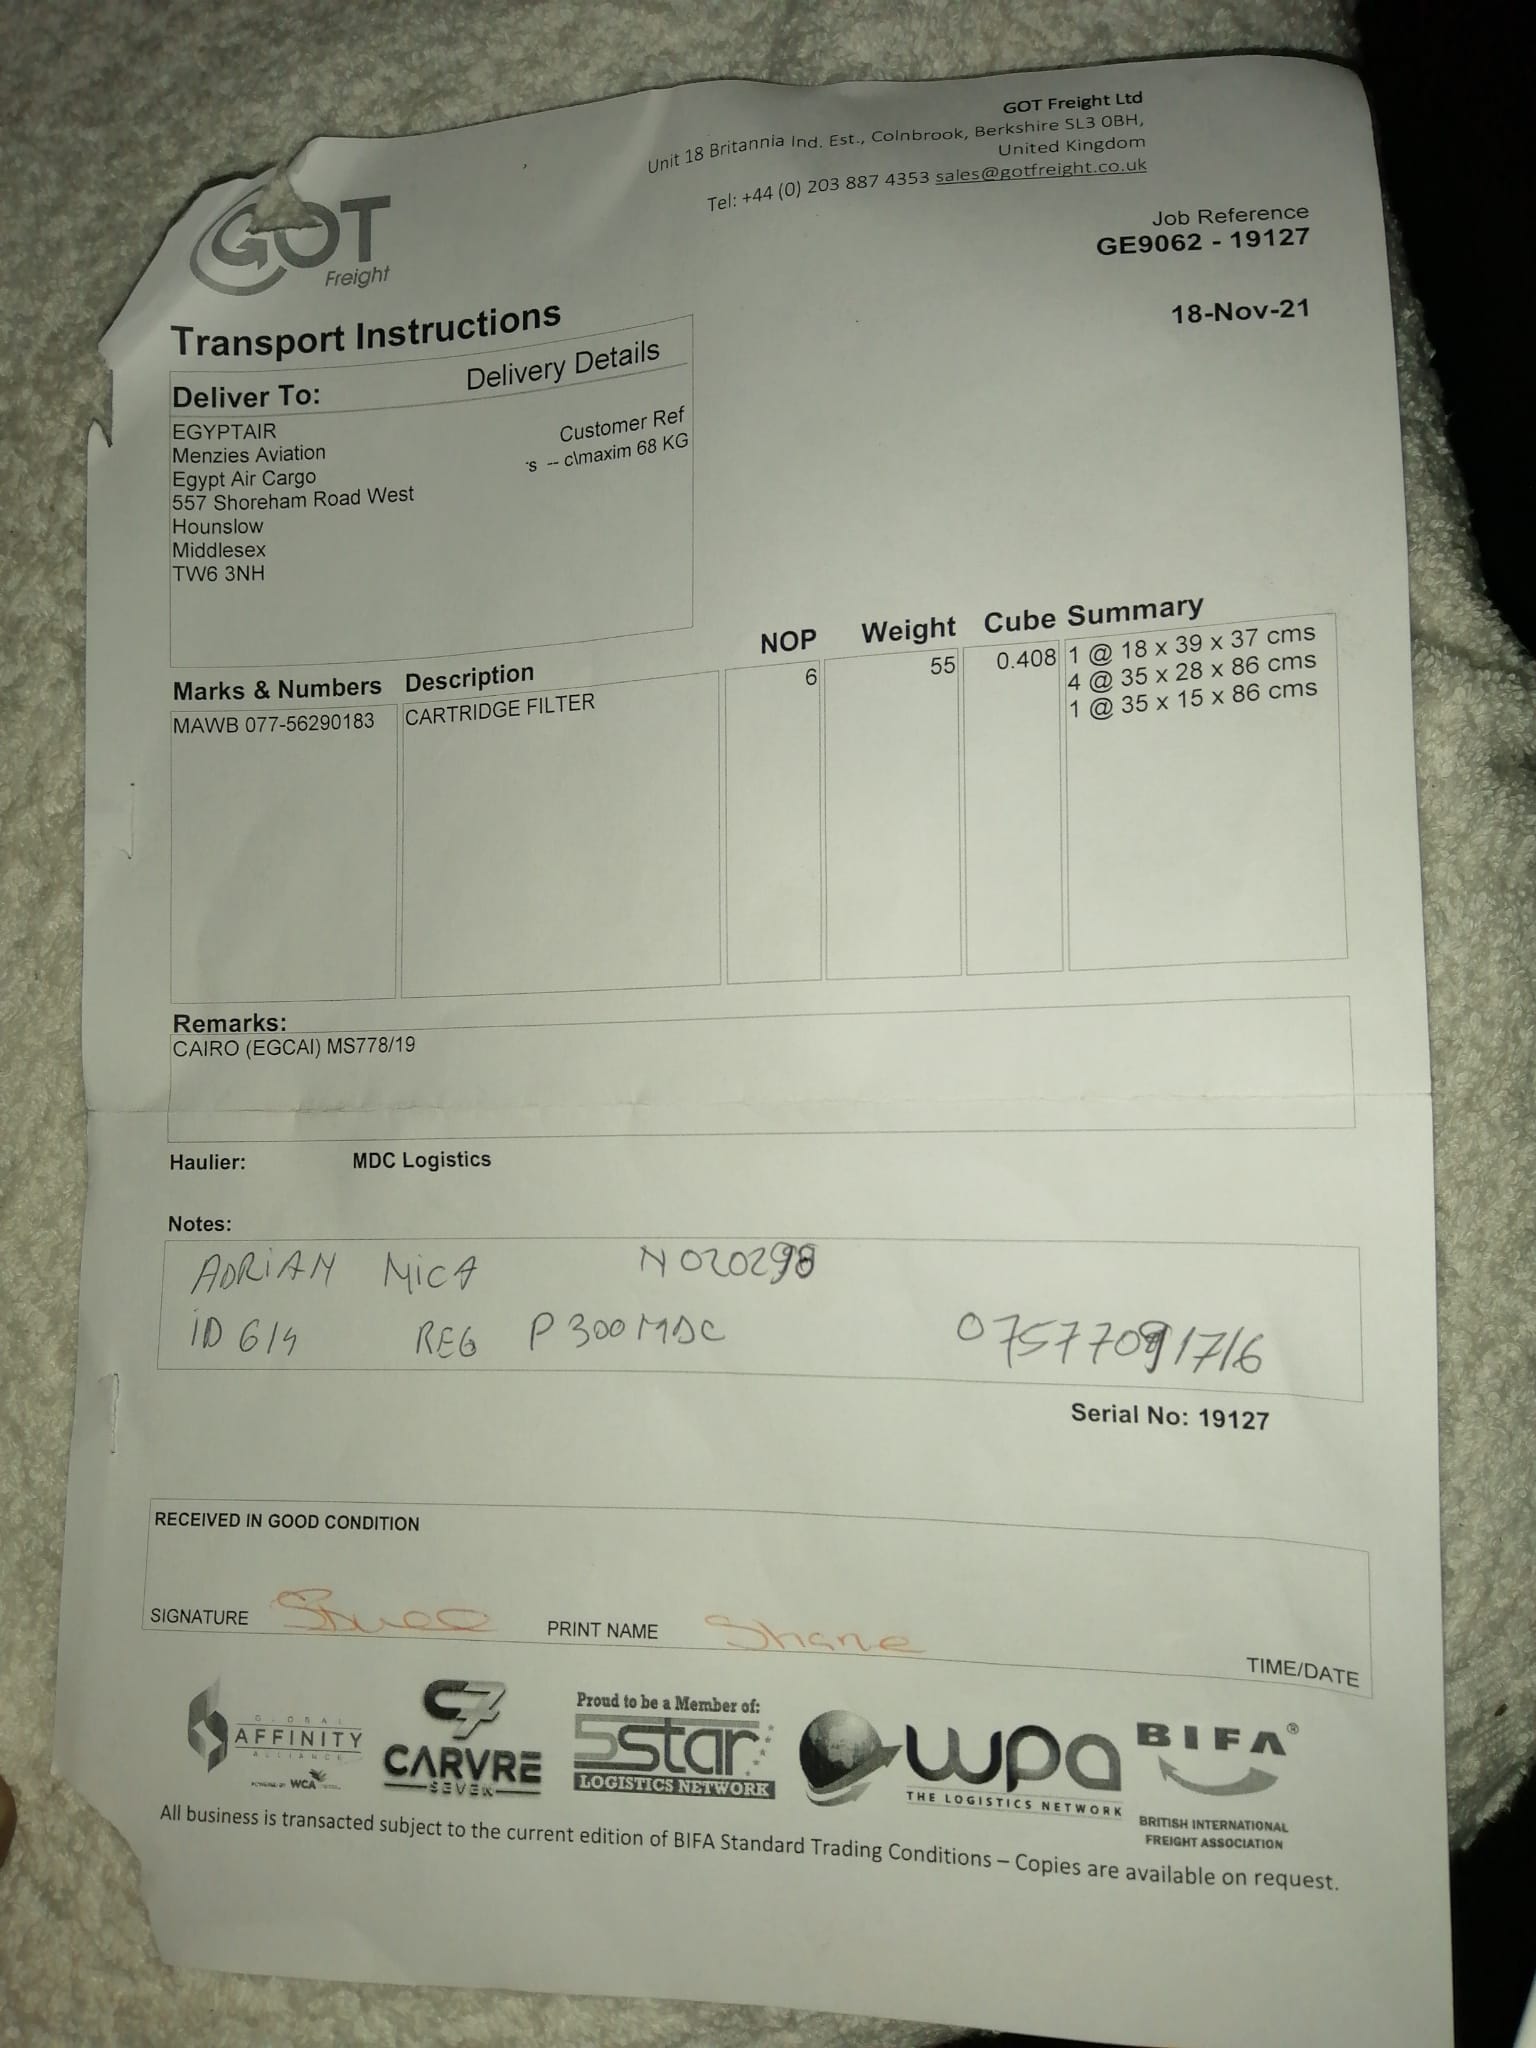 GOT Freight Ltd
Unit 18 Britannia Ind. Est., Colnbrook, Berkshire SL3 0BH,
United Kingdom
Tel: +44 (0) 203 887 4353 sales@gotfreight.co.uk
GOT
Freight
Job Reference
GE9062 - 19127
18-Nov-21
Transport Instructions
Deliver To: Delivery Details
EGYPTAIR
Menzies Aviation
Egypt Air Cargo
557 Shoreham Road West
Hounslow
Middlesex
TW6 3NH
Customer Ref
's -- c\maxim 68 KG
Marks & Numbers Description NOP Weight Cube Summary
MAWB 077-56290183 CARTRIDGE FILTER 6 55 0.408 1 @ 18 x 39 x 37 cms
4 @ 35 x 28 x 86 cms
1 @ 35 x 15 x 86 cms
Remarks:
CAIRO (EGCAI) MS778/19
Haulier: MDC Logistics
Notes:
ADRIAN MICA N020298
ID 614 REG P300MDC 07577091716
Serial No: 19127
RECEIVED IN GOOD CONDITION
SIGNATURE PRINT NAME Shane
TIME/DATE
GLOBAL
AFFINITY
ALLIANCE
POWERED BY WCA
C7
CARVRE
SEVEN
Proud to be a Member of:
5star
LOGISTICS NETWORK
wpa
THE LOGISTICS NETWORK
BIFA®
BRITISH INTERNATIONAL
FREIGHT ASSOCIATION
All business is transacted subject to the current edition of BIFA Standard Trading Conditions – Copies are available on request.